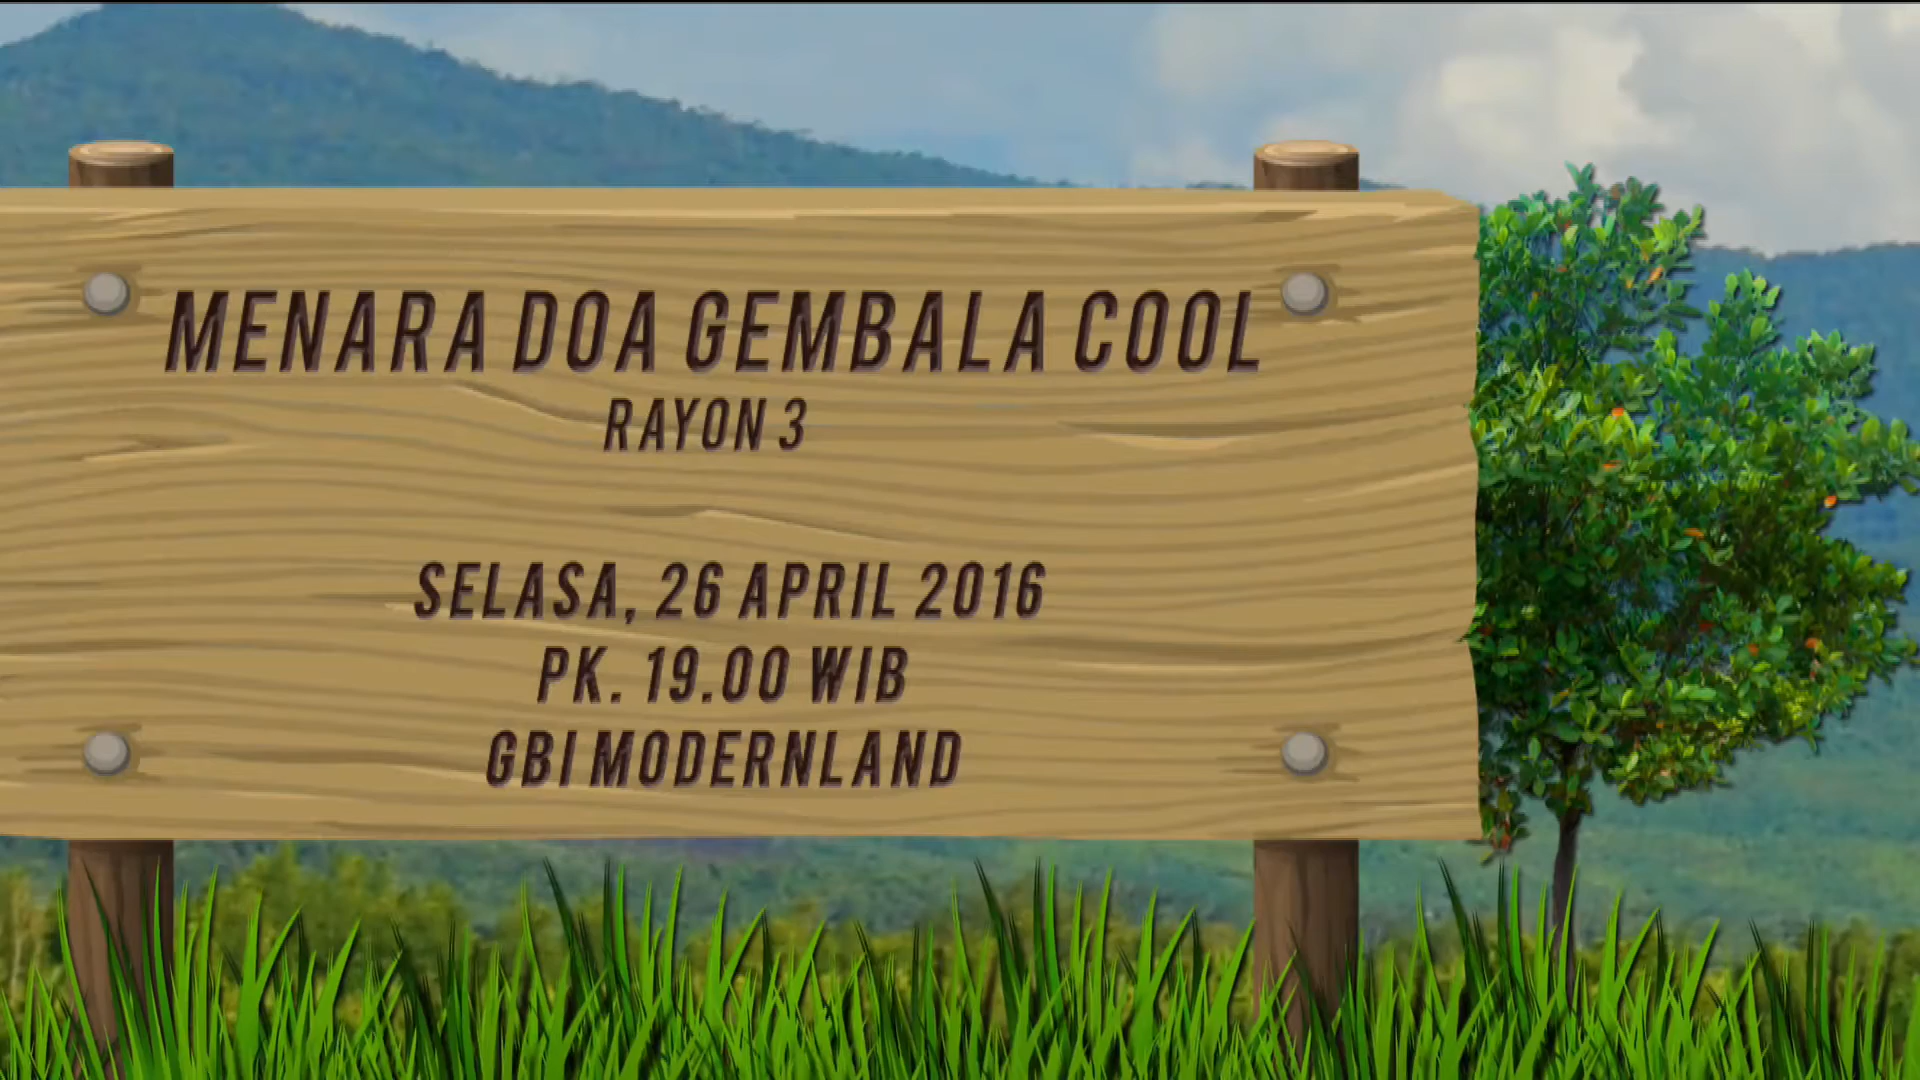 MENARA DOA GEMBALA COOL
RAYON 3
SELASA, 26 APRIL 2016
PK. 19.00 WIB
GBI MODERNLAND